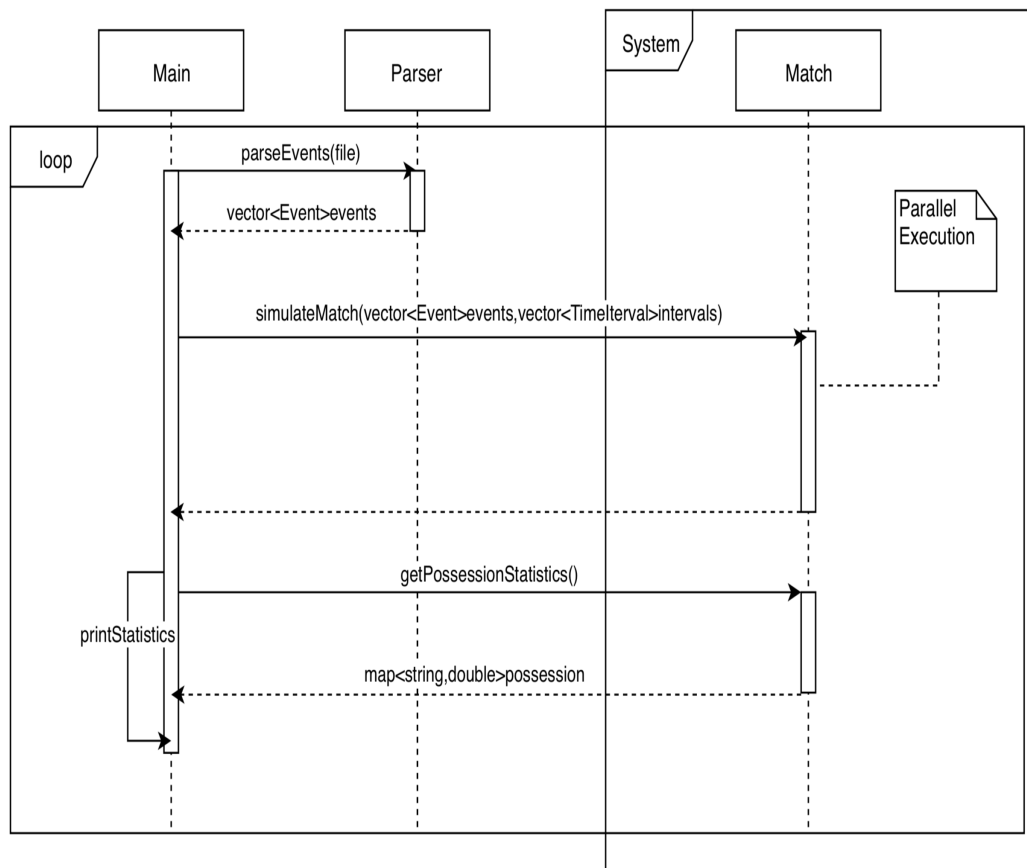 System
Main
Parser
Match
loop
parseEvents(file)
Parallel
Execution
vector<Event>events
simulateMatch(vector<Event>events,vector<TimeIterval>intervals)
getPossessionStatistics()
printStatistics
map<string,double>possession